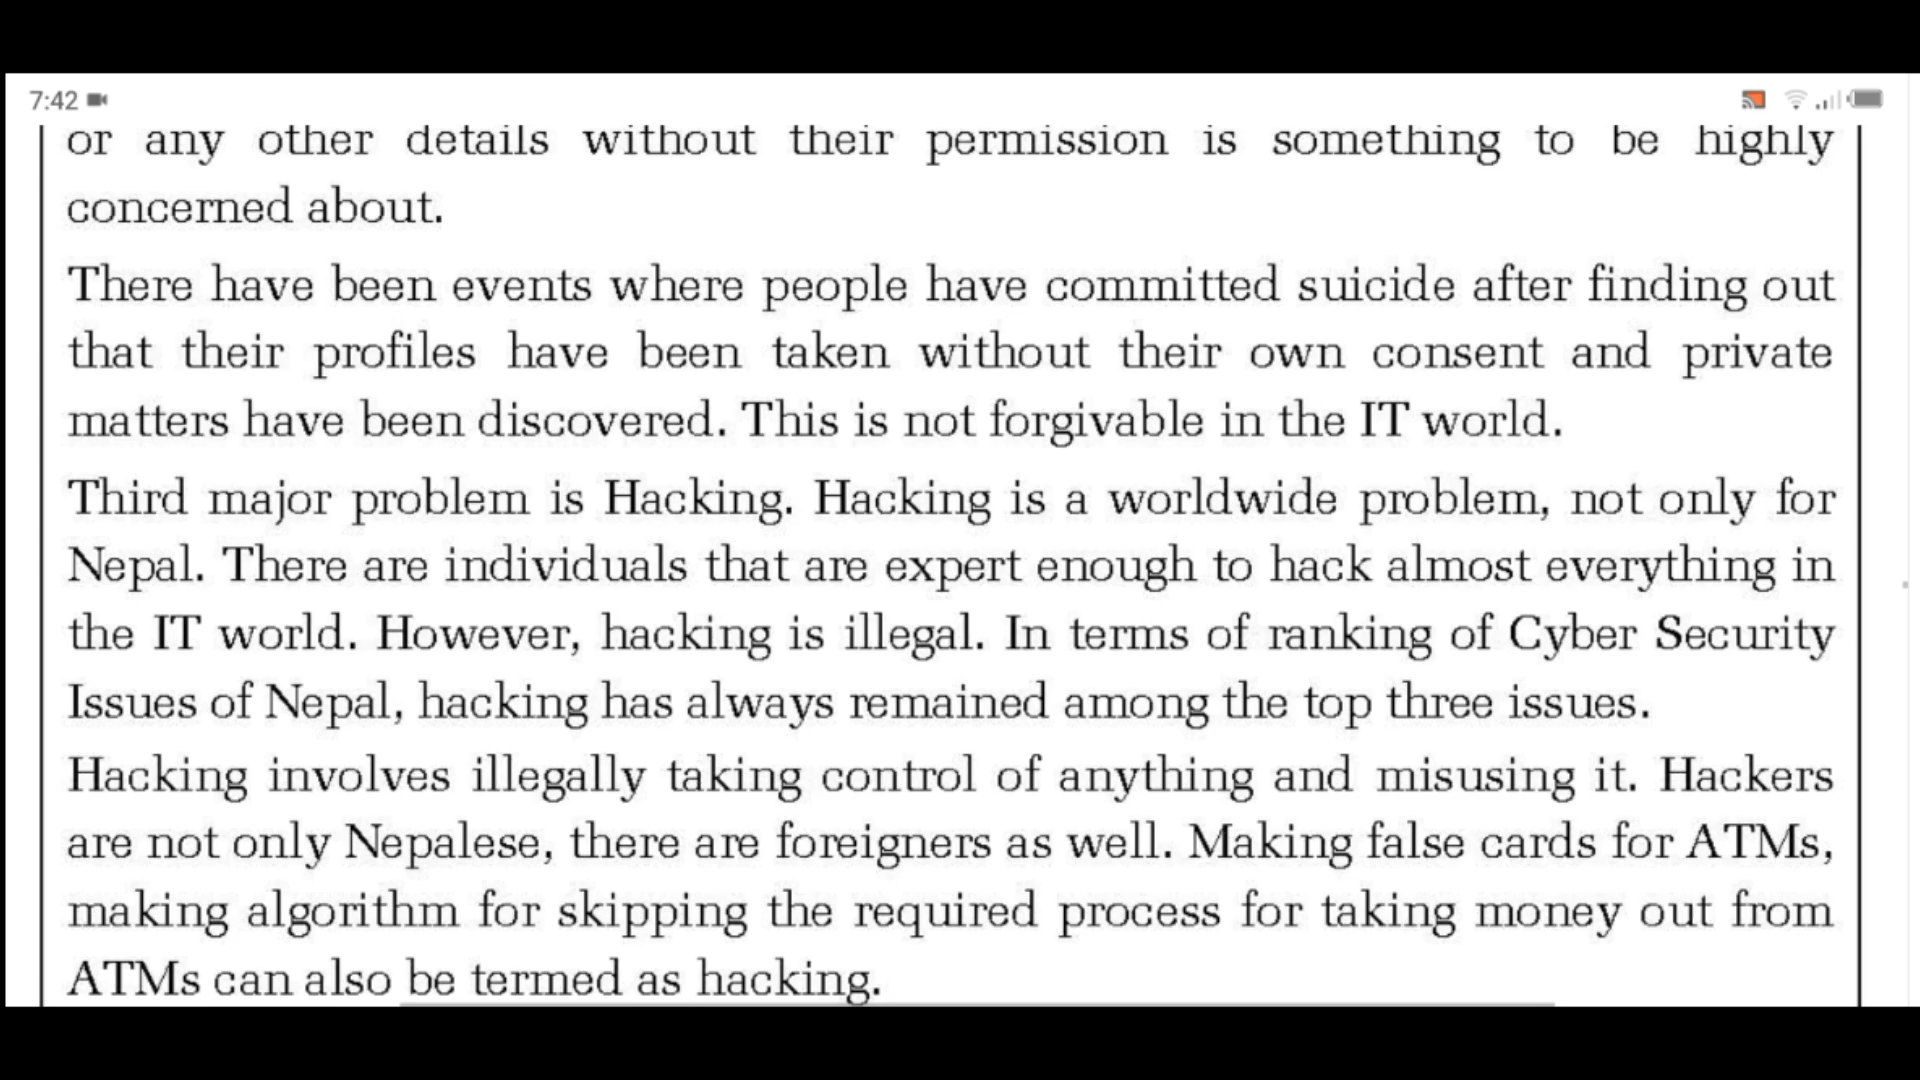 7:42
or any other details without their permission is something to be highly
concerned about.
There have been events where people have committed suicide after finding out
that their profiles have been taken without their own consent and private
matters have been discovered. This is not forgivable in the IT world.
Third major problem is Hacking. Hacking is a worldwide problem, not only for
Nepal. There are individuals that are expert enough to hack almost everything in
the IT world. However, hacking is illegal. In terms of ranking of Cyber Security
Issues of Nepal, hacking has always remained among the top three issues.
Hacking involves illegally taking control of anything and misusing it. Hackers
are not only Nepalese, there are foreigners as well. Making false cards for ATMs,
making algorithm for skipping the required process for taking money out from
ATMs can also be termed as hacking.